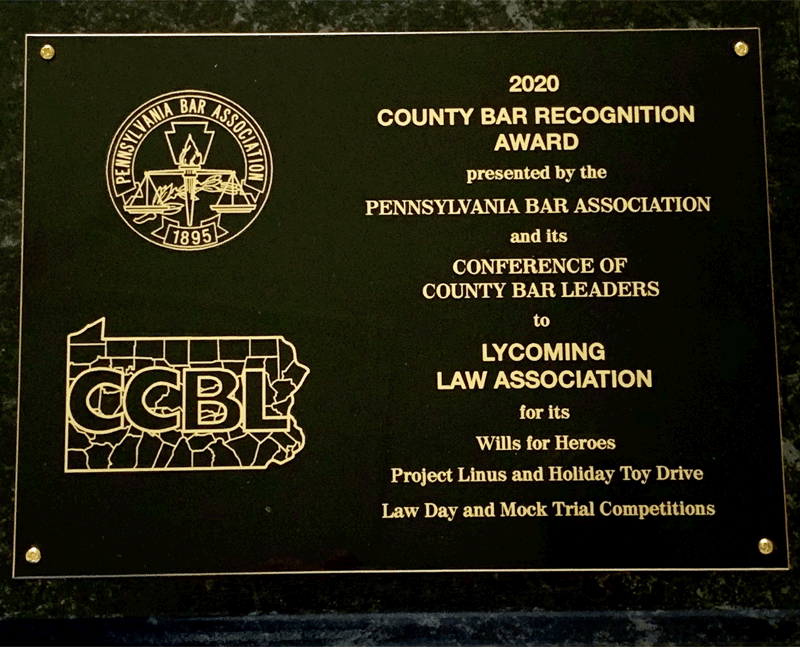 PENNSYLVANIA BAR ASSOCIATION
1895
CCBL
2020
COUNTY BAR RECOGNITION
AWARD
presented by the
PENNSYLVANIA BAR ASSOCIATION
and its
CONFERENCE OF
COUNTY BAR LEADERS
to
LYCOMING
LAW ASSOCIATION
for its
Wills for Heroes
Project Linus and Holiday Toy Drive
Law Day and Mock Trial Competitions